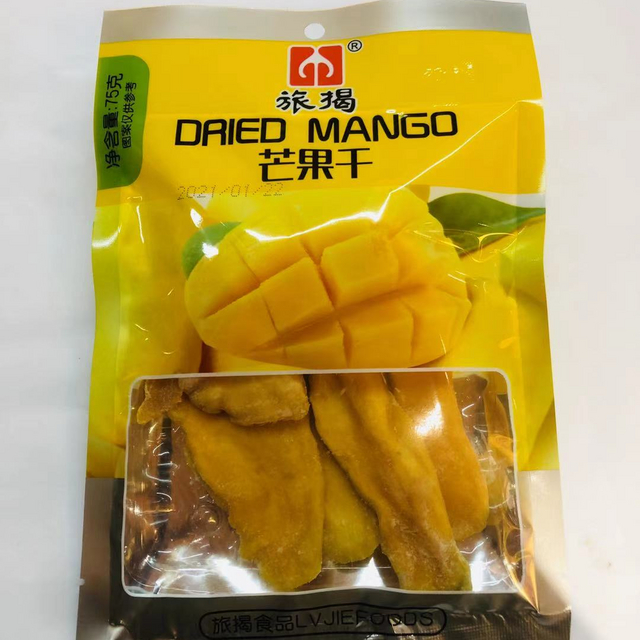 ®
旅揭
DRIED MANGO
芒果干
2021/01/22
净含量:75克
图案仅供参考
旅揭食品LVJIEFOODS